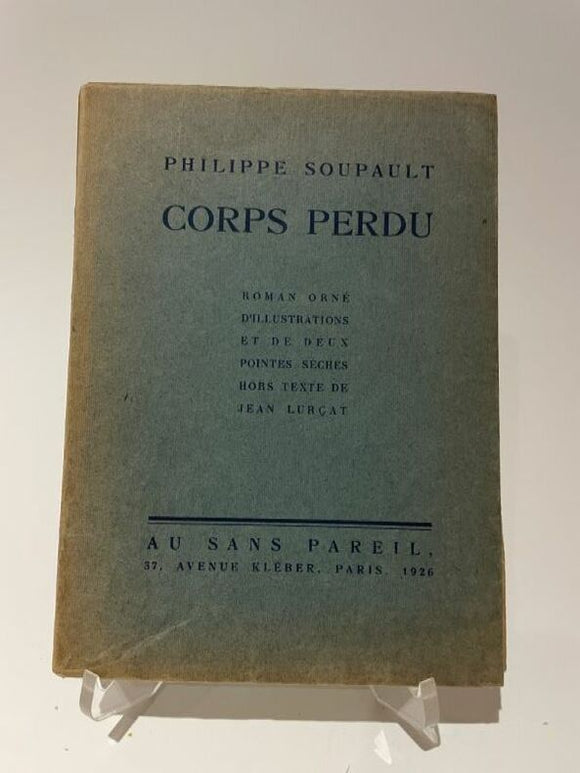 PHILIPPE SOUPAULT
CORPS PERDU
ROMAN ORNÉ
D'ILLUSTRATIONS
ET DE DEUX
POINTES SÈCHES
HORS TEXTE DE
JEAN LURÇAT
AU SANS PAREIL,
37, AVENUE KLÉBER, PARIS. 1926